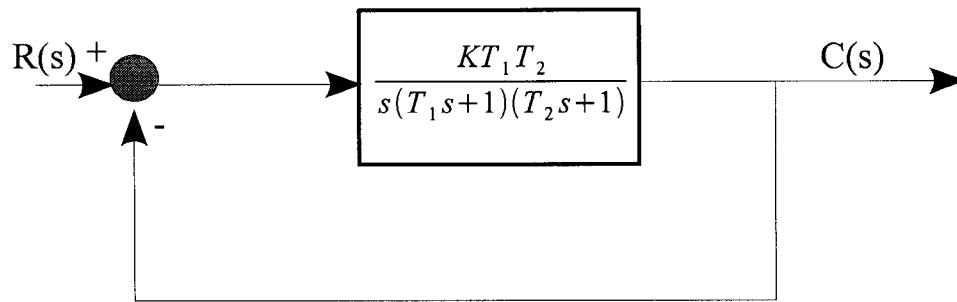 R(s) +
-
KT₁T₂
s(T₁s+1)(T₂s+1)
C(s)